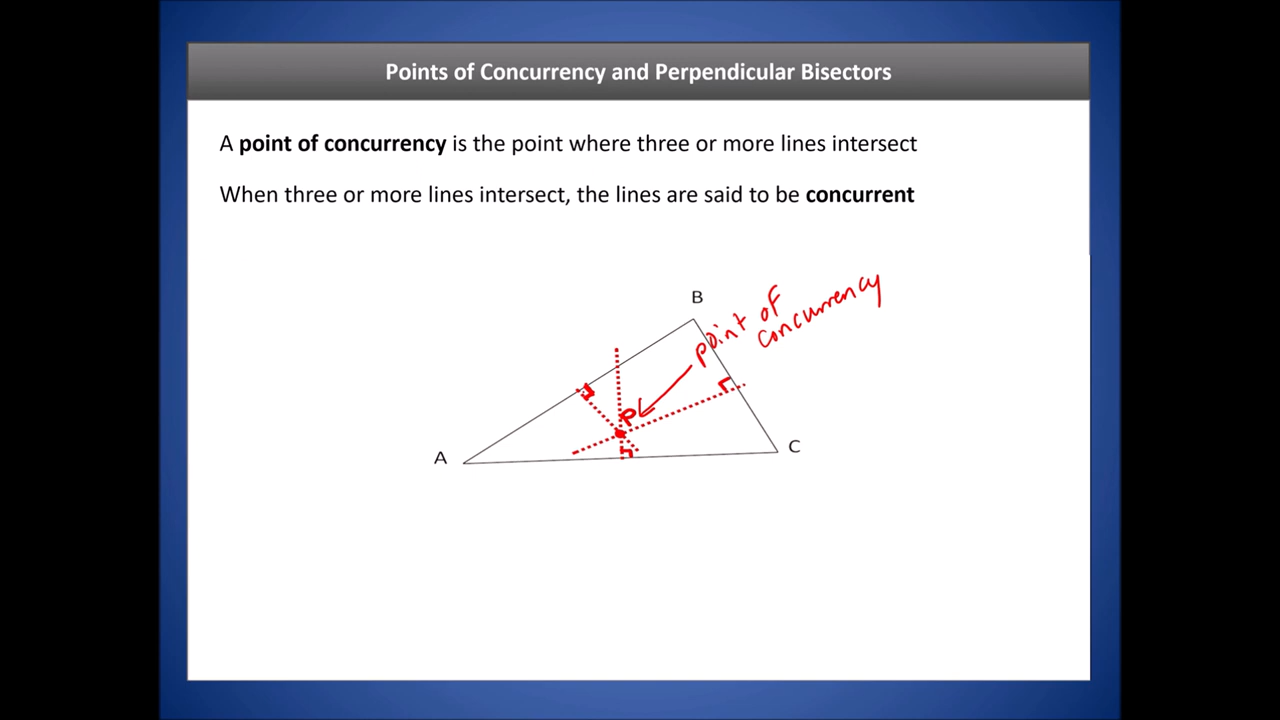 Points of Concurrency and Perpendicular Bisectors
A point of concurrency is the point where three or more lines intersect
When three or more lines intersect, the lines are said to be concurrent
B
point of
concurrency
P
A
C